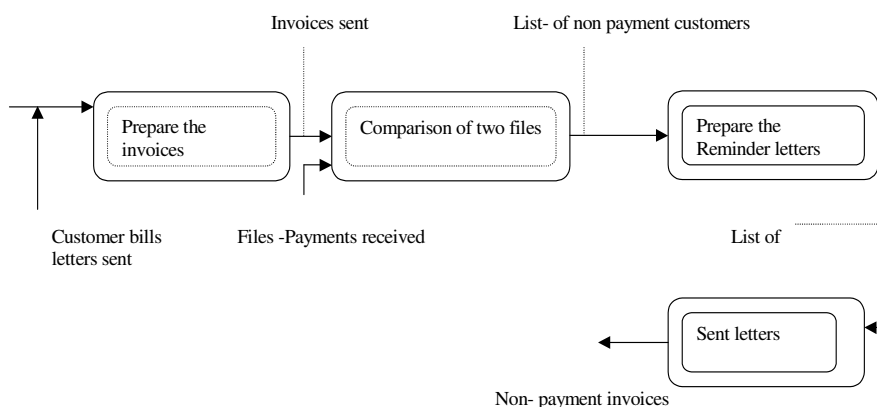 Invoices sent
List- of non payment customers
Prepare the
invoices
Comparison of two files
Prepare the
Reminder letters
Customer bills
letters sent
Files -Payments received
List of
Sent letters
Non- payment invoices